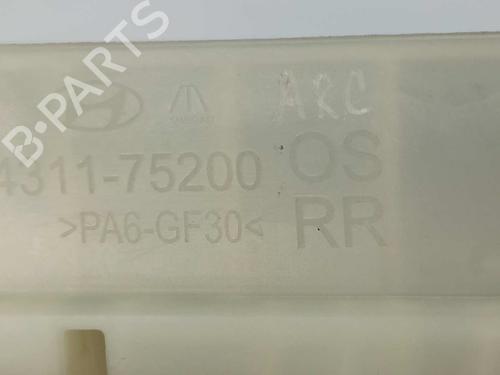 B-PARTS
ARC
4311-75200 OS
>PA6-GF30< RR